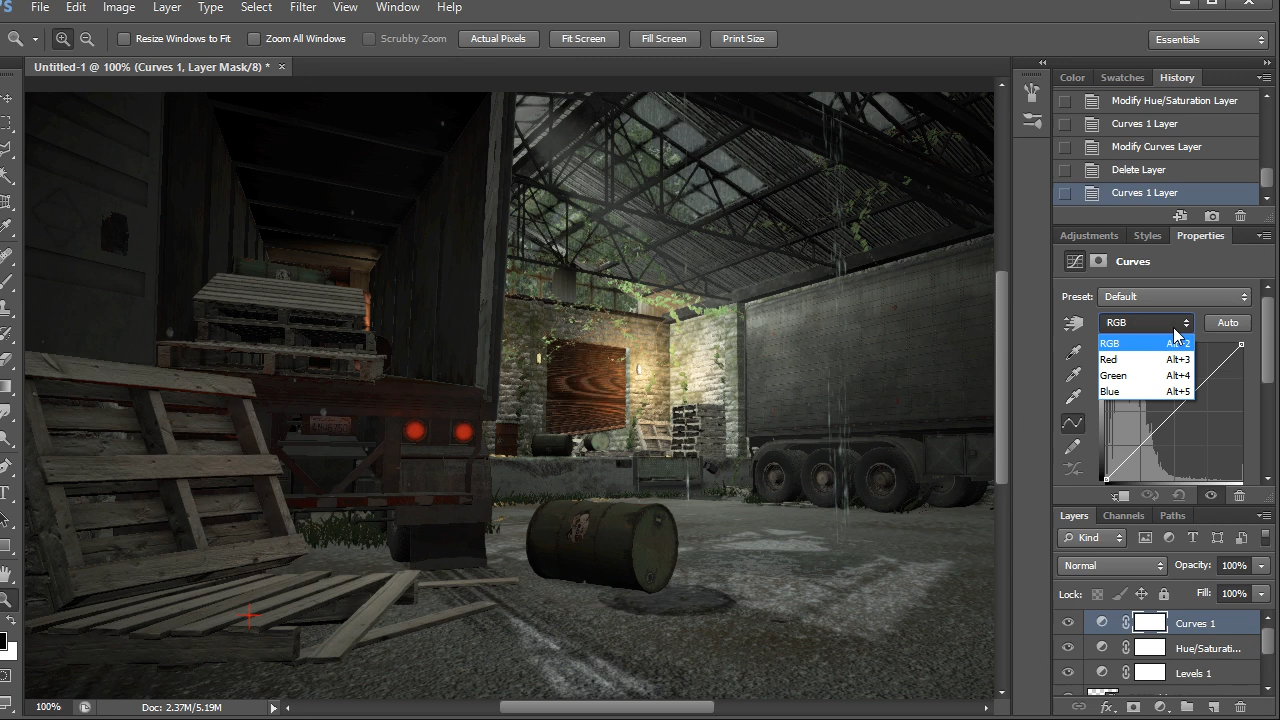 PS File Edit Image Layer Type Select Filter View Window Help
Resize Windows to Fit Zoom All Windows Scrubby Zoom Actual Pixels Fit Screen Fill Screen Print Size Essentials
Untitled-1 @ 100% (Curves 1, Layer Mask/8) * ×
Color Swatches History
Modify Hue/Saturation Layer
Curves 1 Layer
Modify Curves Layer
Delete Layer
Curves 1 Layer
Adjustments Styles Properties
Curves
Preset: Default
RGB Auto
RGB Alt+2
Red Alt+3
Green Alt+4
Blue Alt+5
Layers Channels Paths
Kind
Normal Opacity: 100%
Lock: Fill: 100%
Curves 1
Hue/Saturati...
Levels 1
100% Doc: 2.37M/5.19M